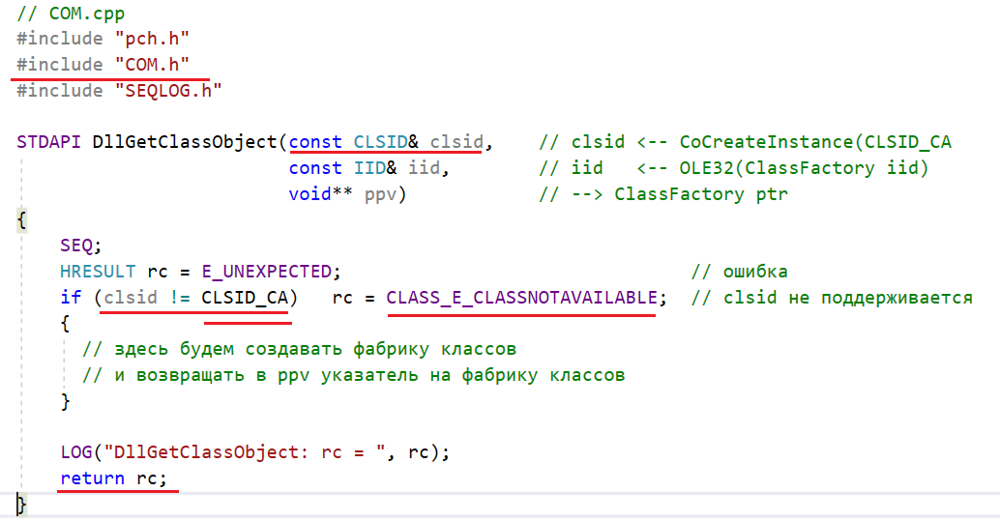 // COM.cpp
#include "pch.h"
#include "COM.h"
#include "SEQLOG.h"
STDAPI DllGetClassObject(const CLSID& clsid, // clsid <-- CoCreateInstance(CLSID_CA
const IID& iid, // iid <-- OLE32(ClassFactory iid)
void** ppv) // --> ClassFactory ptr
{
SEQ;
HRESULT rc = E_UNEXPECTED; // ошибка
if (clsid != CLSID_CA) rc = CLASS_E_CLASSNOTAVAILABLE; // clsid не поддерживается
{
// здесь будем создавать фабрику классов
// и возвращать в ppv указатель на фабрику классов
}
LOG("DllGetClassObject: rc = ", rc);
return rc;
}